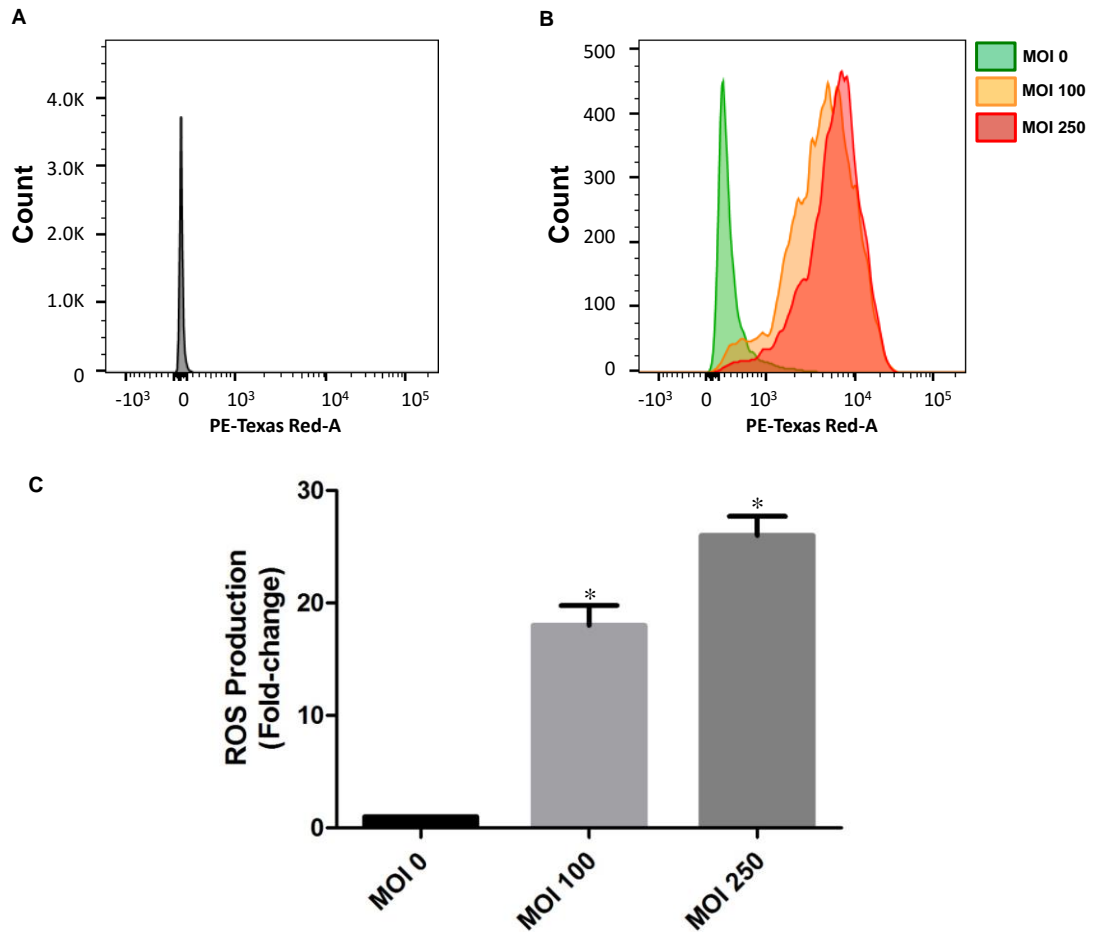 A
4.0K
3.0K
2.0K
1.0K
0
Count
-10³ 0 10³ 10⁴ 10⁵
PE-Texas Red-A
B
500
400
300
200
100
0
Count
-10³ 0 10³ 10⁴ 10⁵
PE-Texas Red-A
MOI 0
MOI 100
MOI 250
C
30
20
10
0
ROS Production
(Fold-change)
*
*
MOI 0
MOI 100
MOI 250